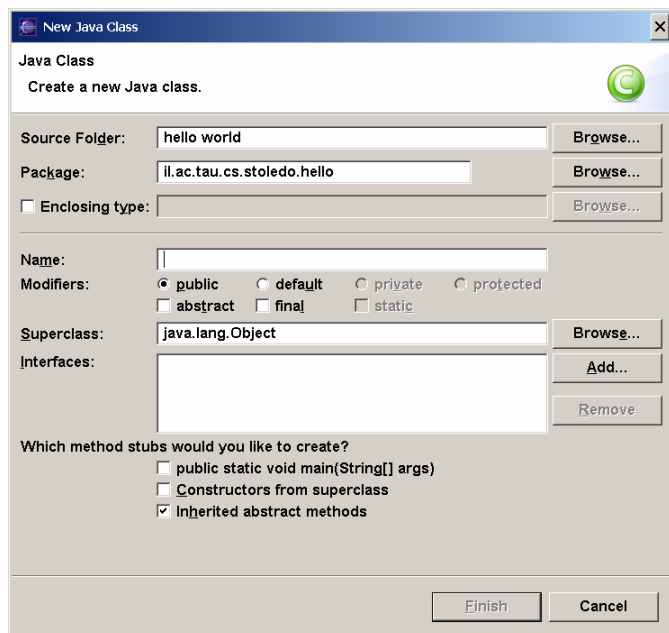 New Java Class
Java Class
Create a new Java class.
C
Source Folder: hello world Browse...
Package: il.ac.tau.cs.stoledo.hello Browse...
Enclosing type: Browse...
Name:
Modifiers: public default private protected
abstract final static
Superclass: java.lang.Object Browse...
Interfaces: Add...
Remove
Which method stubs would you like to create?
public static void main(String[] args)
Constructors from superclass
Inherited abstract methods
Finish Cancel